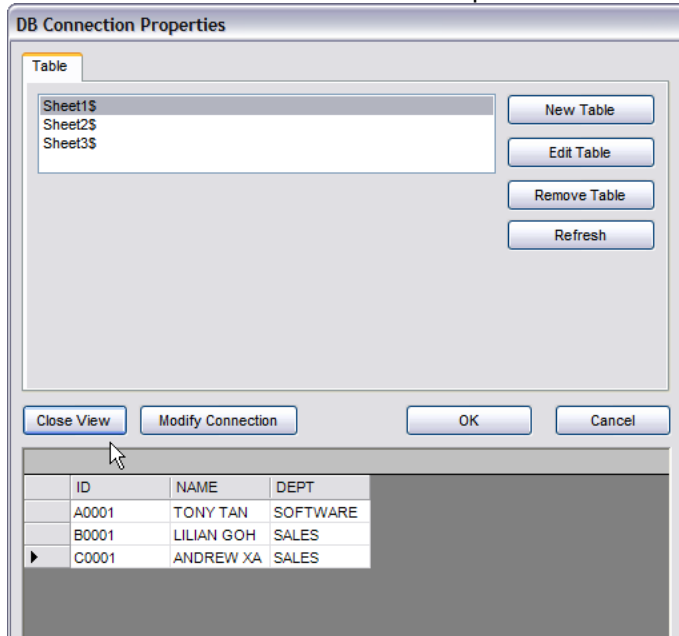 DB Connection Properties
Table
Sheet1$
Sheet2$
Sheet3$
New Table
Edit Table
Remove Table
Refresh
Close View
Modify Connection
OK
Cancel
ID NAME DEPT
A0001 TONY TAN SOFTWARE
B0001 LILIAN GOH SALES
C0001 ANDREW XA SALES